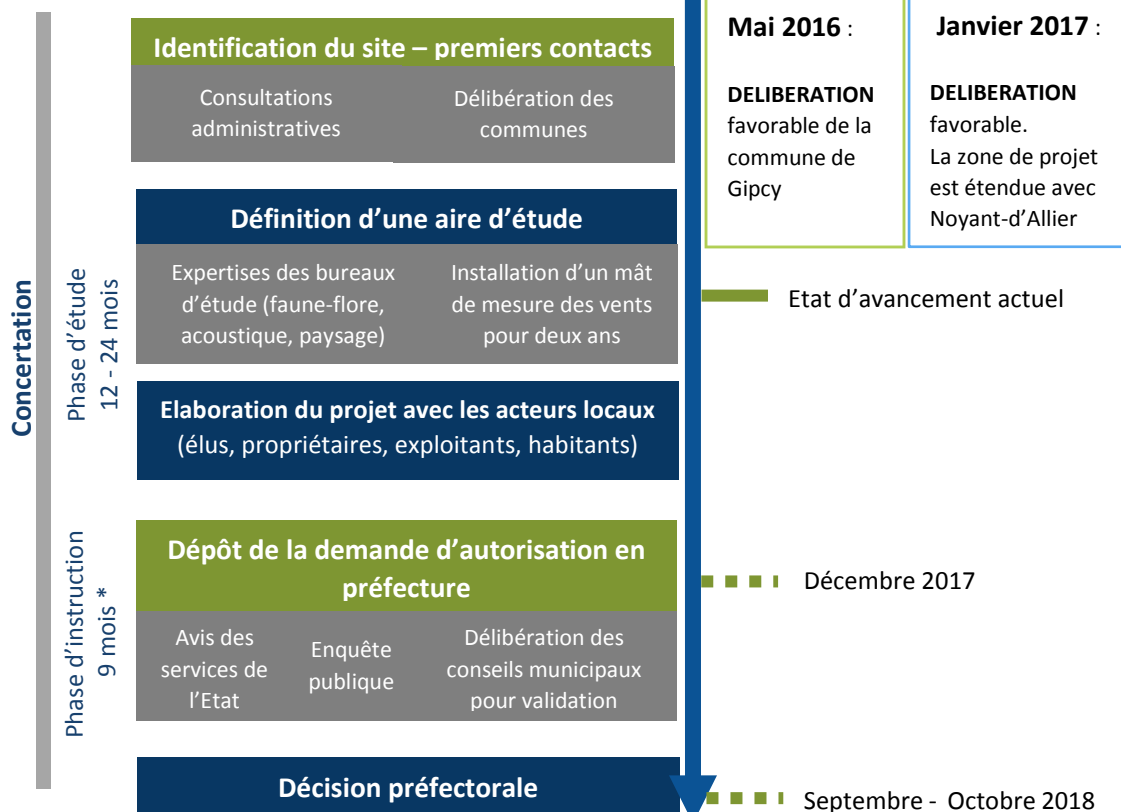 Concertation
Phase d'étude
12 - 24 mois
Phase d'instruction
9 mois *
Identification du site – premiers contacts
Consultations
administratives
Délibération des
communes
Définition d'une aire d'étude
Expertises des bureaux
d'étude (faune-flore,
acoustique, paysage)
Installation d'un mât
de mesure des vents
pour deux ans
Elaboration du projet avec les acteurs locaux
(élus, propriétaires, exploitants, habitants)
Dépôt de la demande d'autorisation en
préfecture
Avis des
services de
l'Etat
Enquête
publique
Délibération des
conseils municipaux
pour validation
Décision préfectorale
Mai 2016 :
DELIBERATION
favorable de la
commune de
Gipcy
Janvier 2017 :
DELIBERATION
favorable.
La zone de projet
est étendue avec
Noyant-d'Allier
Etat d'avancement actuel
Décembre 2017
Septembre - Octobre 2018